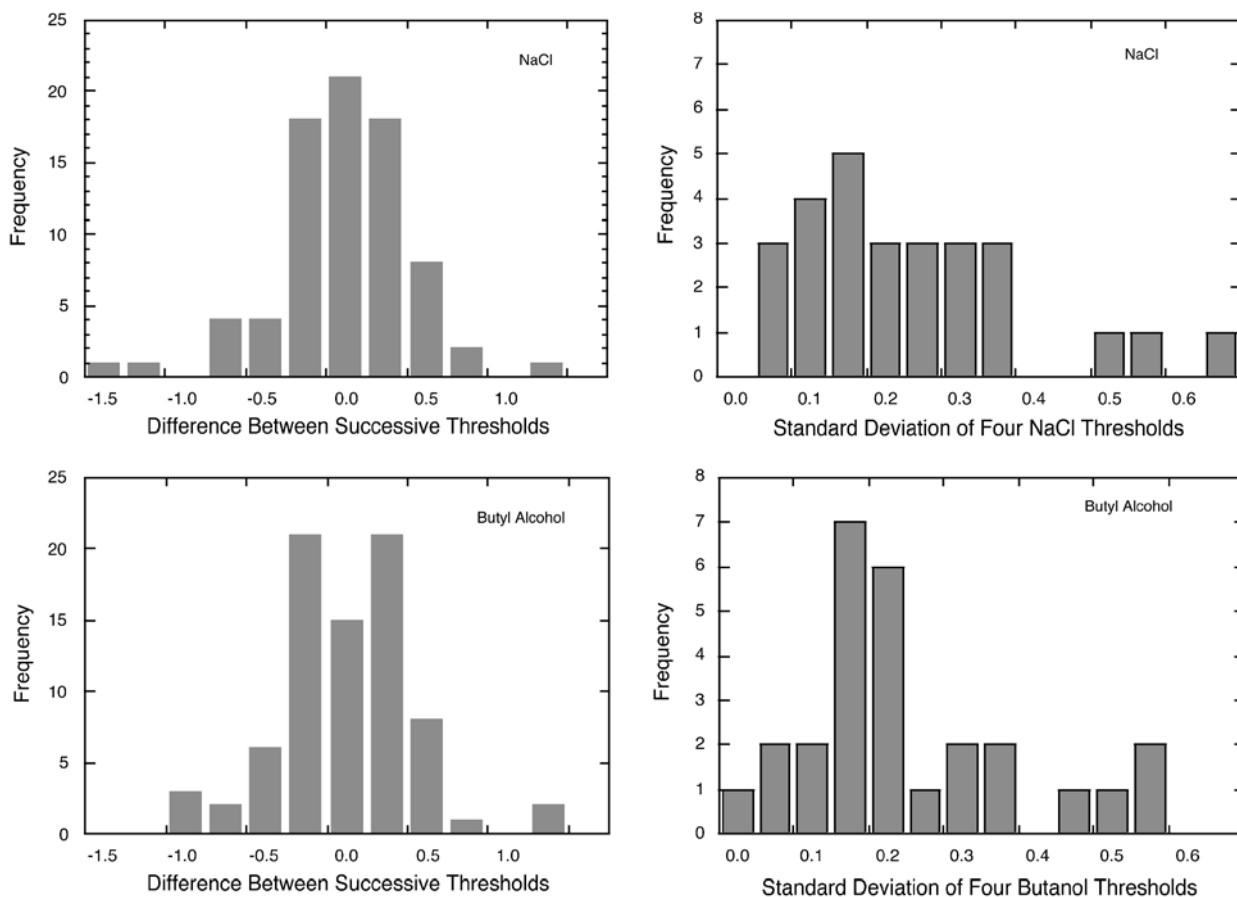 25
20
15
10
5
0
Frequency
NaCl
-1.5 -1.0 -0.5 0.0 0.5 1.0
Difference Between Successive Thresholds
8
7
6
5
4
3
2
1
0
Frequency
NaCl
0.0 0.1 0.2 0.3 0.4 0.5 0.6
Standard Deviation of Four NaCl Thresholds
25
20
15
10
5
0
Frequency
Butyl Alcohol
-1.5 -1.0 -0.5 0.0 0.5 1.0
Difference Between Successive Thresholds
8
7
6
5
4
3
2
1
0
Frequency
Butyl Alcohol
0.0 0.1 0.2 0.3 0.4 0.5 0.6
Standard Deviation of Four Butanol Thresholds